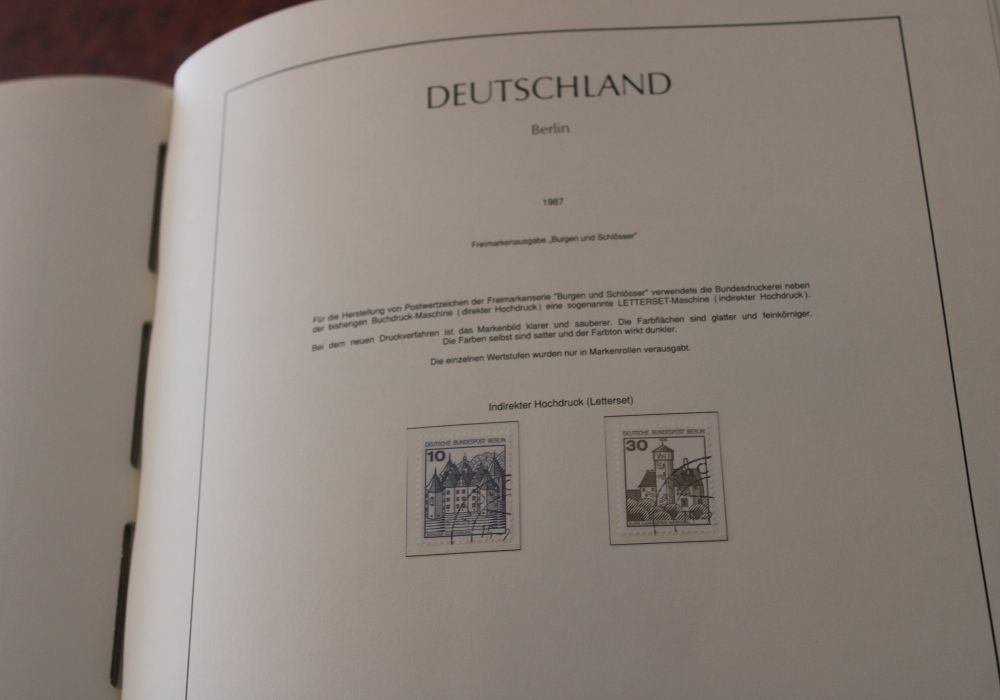 DEUTSCHLAND
Berlin
1987
Freimarkenausgabe „Burgen und Schlösser"
Für die Herstellung von Postwertzeichen der Freimarkenserie "Burgen und Schlösser" verwendete die Bundesdruckerei neben
der bisherigen Buchdruck-Maschine (direkter Hochdruck) eine sogenannte LETTERSET-Maschine (indirekter Hochdruck).
Bei dem neuen Druckverfahren ist das Markenbild klarer und sauberer. Die Farbflächen sind glatter und feinkörniger.
Die Farben selbst sind satter und der Farbton wirkt dunkler.
Die einzelnen Wertstufen wurden nur in Markenrollen verausgabt.
Indirekter Hochdruck (Letterset)
DEUTSCHE BUNDESPOST BERLIN
10
DEUTSCHE BUNDESPOST BERLIN
30